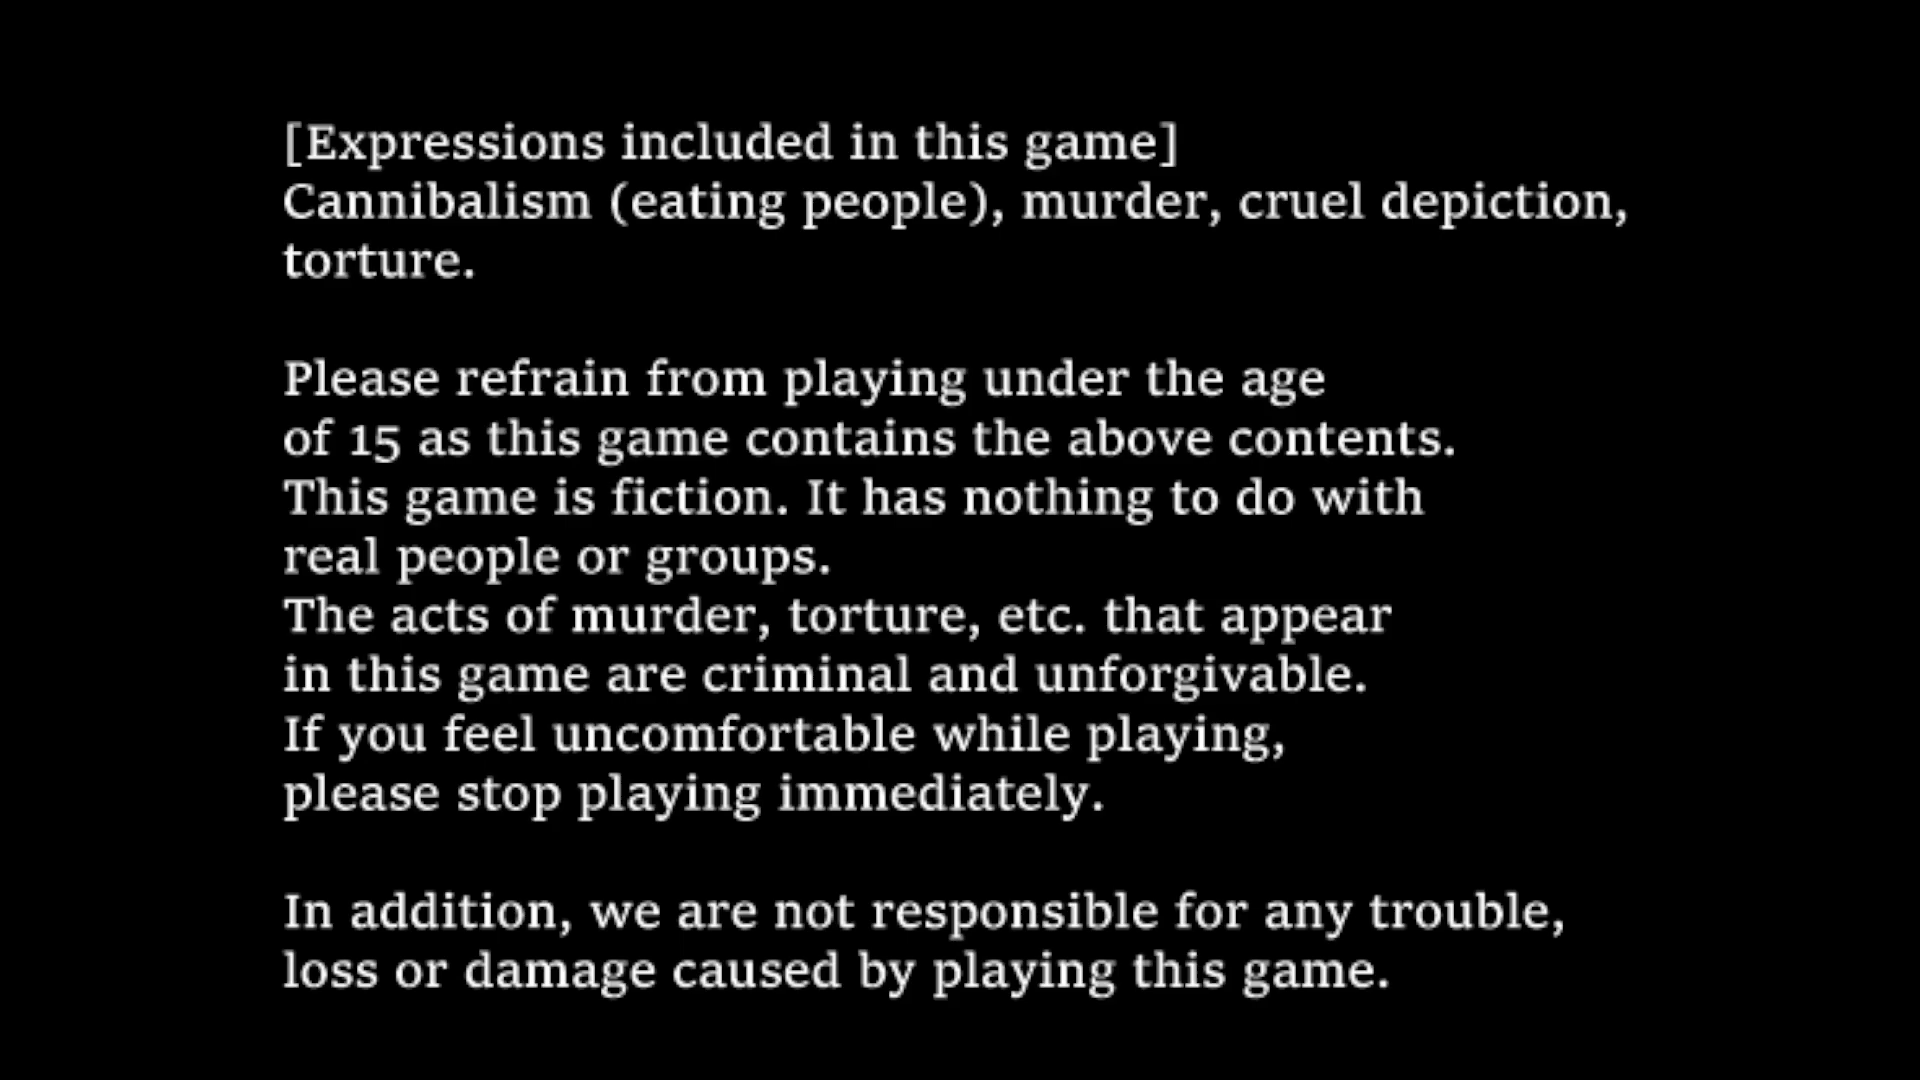 [Expressions included in this game]
Cannibalism (eating people), murder, cruel depiction,
torture.
Please refrain from playing under the age
of 15 as this game contains the above contents.
This game is fiction. It has nothing to do with
real people or groups.
The acts of murder, torture, etc. that appear
in this game are criminal and unforgivable.
If you feel uncomfortable while playing,
please stop playing immediately.
In addition, we are not responsible for any trouble,
loss or damage caused by playing this game.